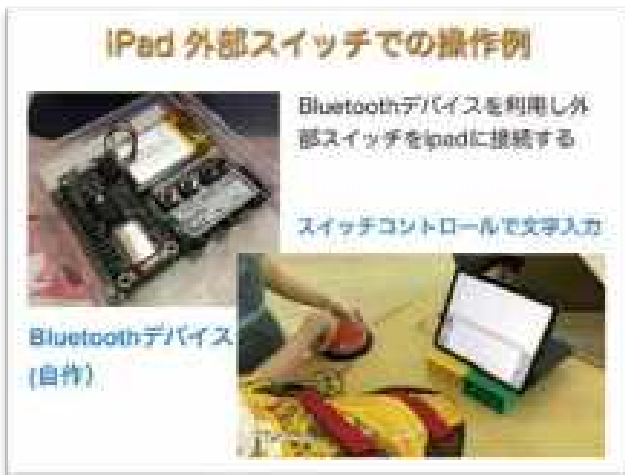 iPad 外部スイッチでの操作例
Bluetoothデバイスを利用し外
部スイッチをipadに接続する
スイッチコントロールで文字入力
Bluetoothデバイス
(自作)